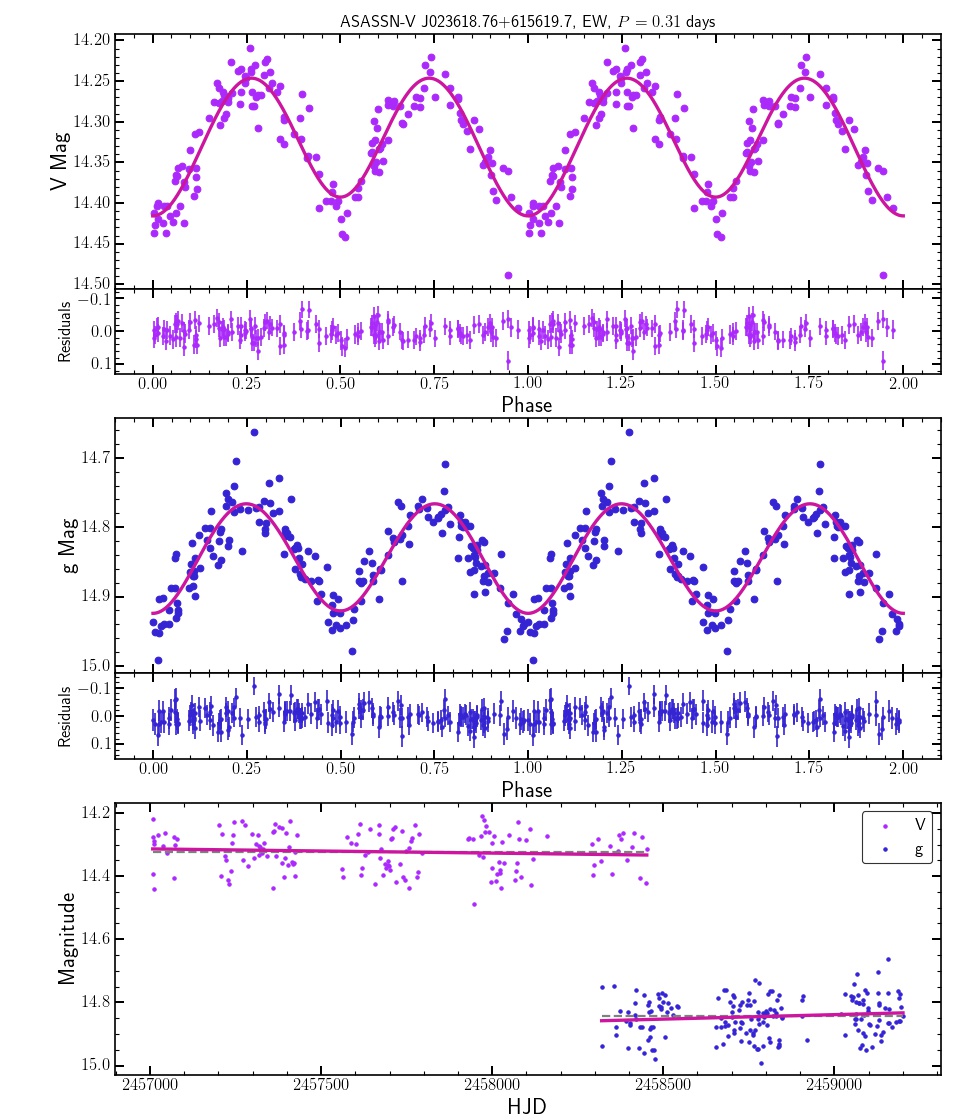 ASASSN-V J023618.76+615619.7, EW, P = 0.31 days
14.20
14.25
14.30
14.35
14.40
14.45
14.50
V Mag
−0.1
0.0
0.1
Residuals
0.00 0.25 0.50 0.75 1.00 1.25 1.50 1.75 2.00
Phase
14.7
14.8
14.9
15.0
g Mag
−0.1
0.0
0.1
Residuals
0.00 0.25 0.50 0.75 1.00 1.25 1.50 1.75 2.00
Phase
14.2
14.4
14.6
14.8
15.0
Magnitude
V
g
2457000 2457500 2458000 2458500 2459000
HJD